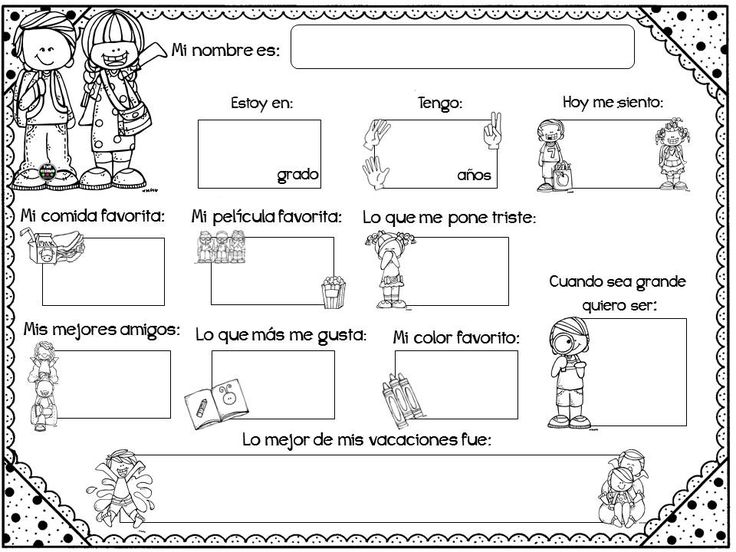 Mi nombre es:
Estoy en:
Tengo:
Hoy me siento:
grado
años
Mi comida favorita:
Mi película favorita:
Lo que me pone triste:
Cuando sea grande
quiero ser:
Mis mejores amigos:
Lo que más me gusta:
Mi color favorito:
Lo mejor de mis vacaciones fue: